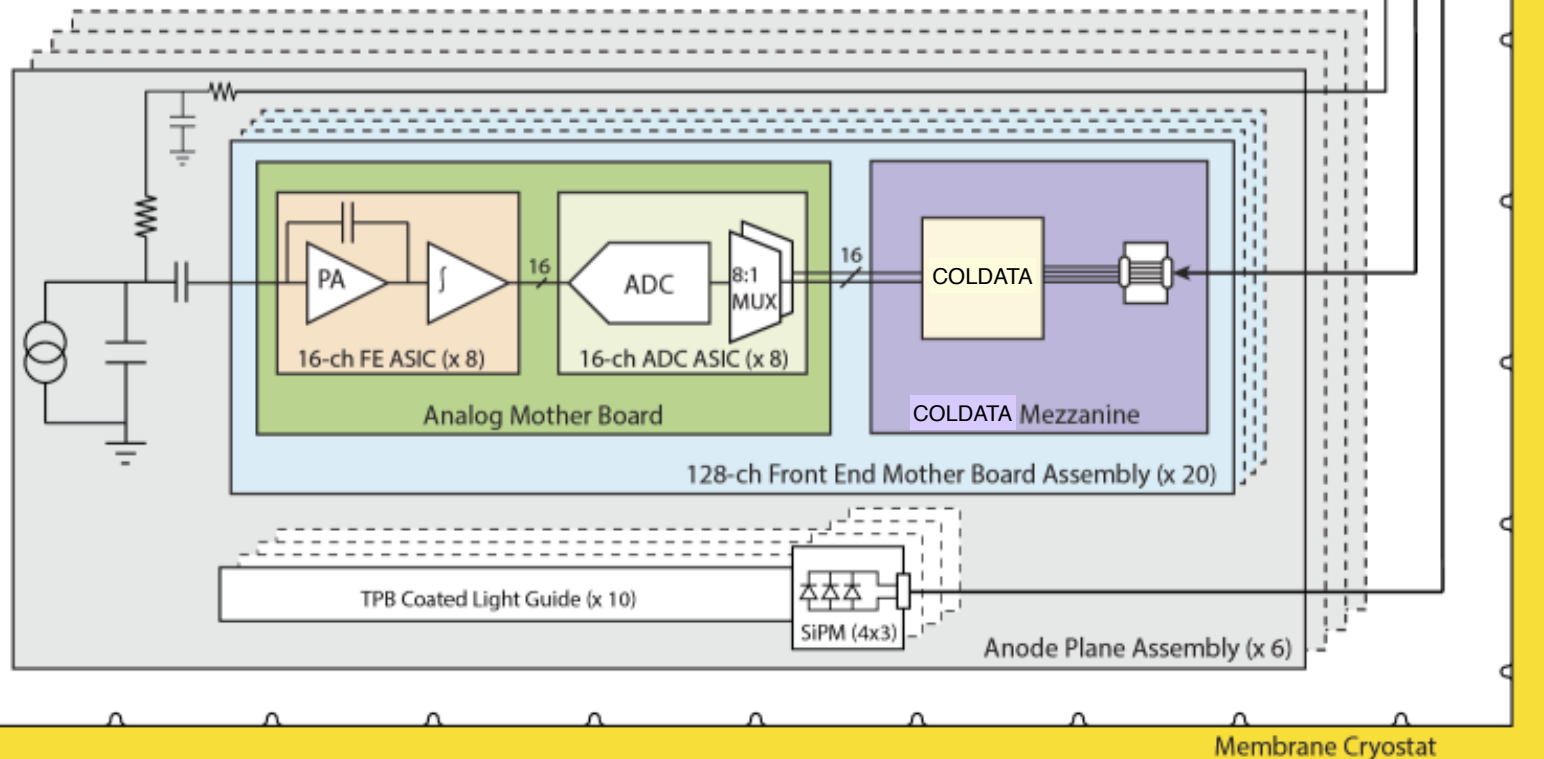 PA
∫
16
ADC
8:1
MUX
16
COLDATA
16-ch FE ASIC (x 8)
16-ch ADC ASIC (x 8)
Analog Mother Board
COLDATA Mezzanine
128-ch Front End Mother Board Assembly (x 20)
TPB Coated Light Guide (x 10)
SiPM (4x3)
Anode Plane Assembly (x 6)
Membrane Cryostat